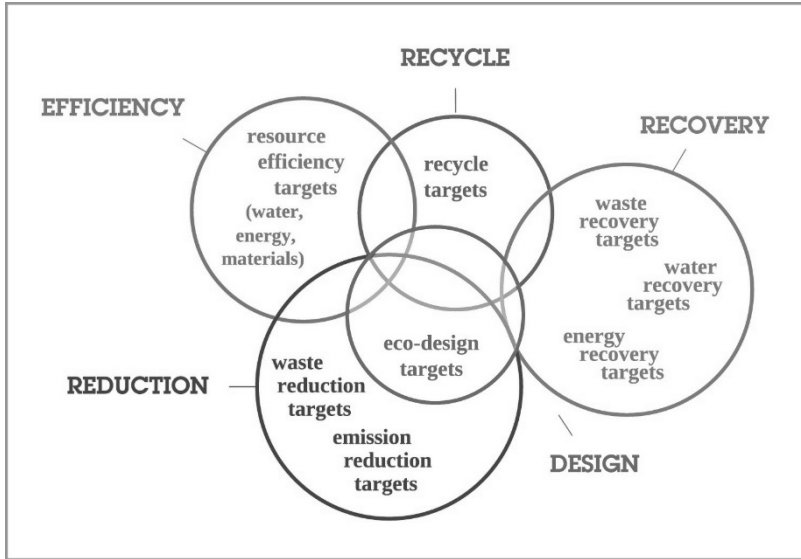 RECYCLE
EFFICIENCY
RECOVERY
resource
efficiency
targets
(water,
energy,
materials)
recycle
targets
waste
recovery
targets
water
recovery
targets
energy
recovery
targets
eco-design
targets
REDUCTION
waste
reduction
targets
emission
reduction
targets
DESIGN